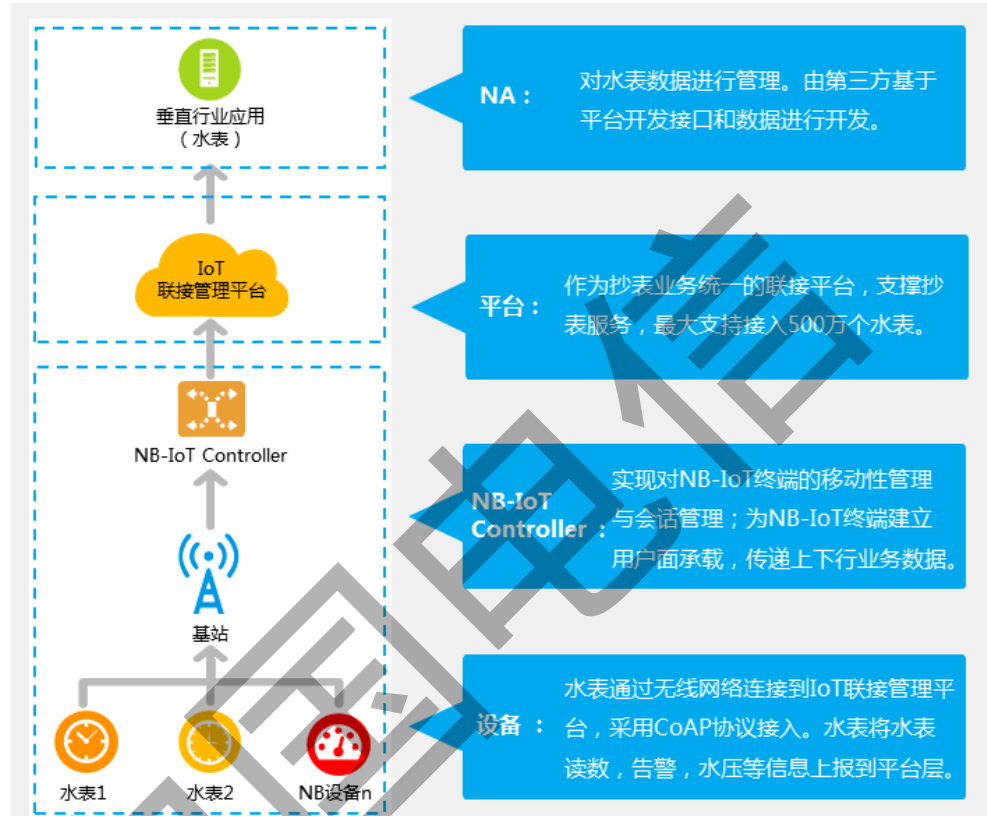 垂直行业应用
（水表）
NA：
对水表数据进行管理。由第三方基于
平台开发接口和数据进行开发。
IoT
联接管理平台
平台：
作为抄表业务统一的联接平台，支撑抄
表服务，最大支持接入500万个水表。
NB-IoT Controller
NB-IoT
Controller：
实现对NB-IoT终端的移动性管理
与会话管理；为NB-IoT终端建立
用户面承载，传递上下行业务数据。
基站
设备：
水表通过无线网络连接到IoT联接管理平
台，采用CoAP协议接入。水表将水表
读数，告警，水压等信息上报到平台层。
水表1
水表2
NB设备n
国电信